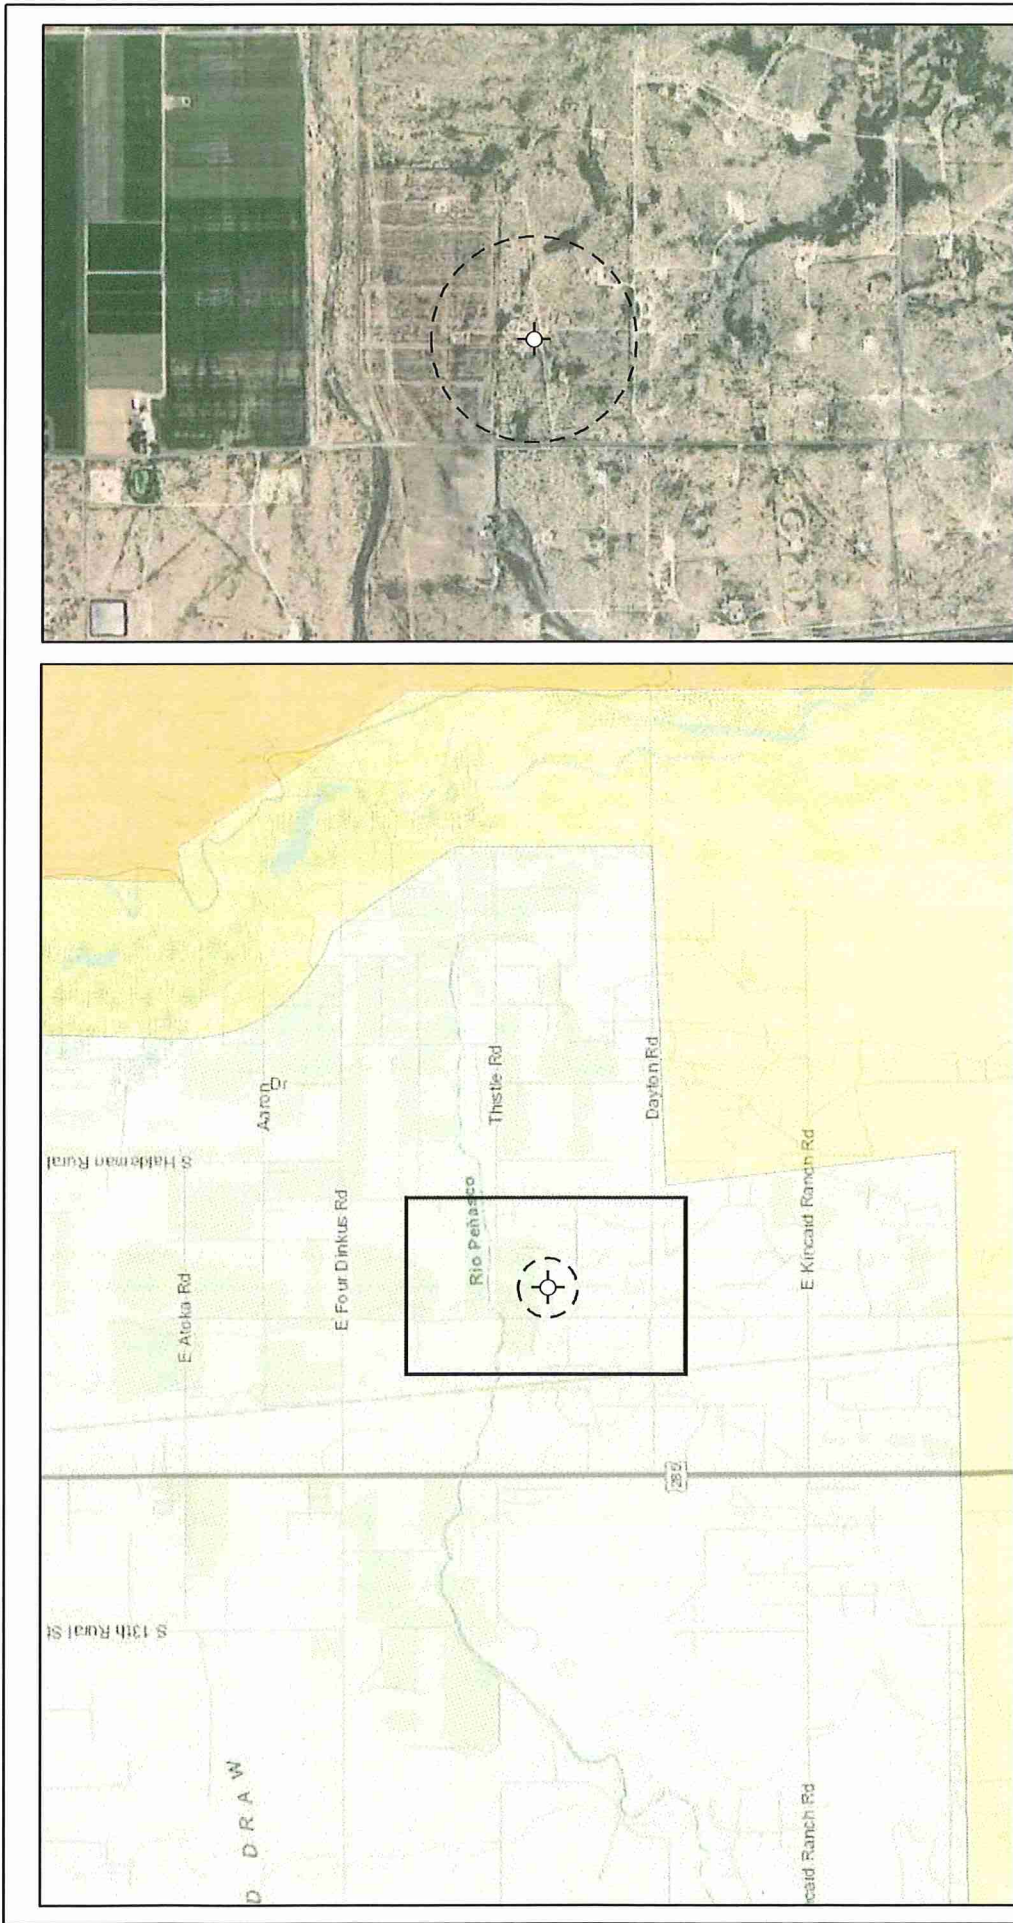 S Haldeman Rural
Aaron
Dr
E Atoka Rd
E Four Dinkus Rd
Rio Peñasco
Thistle Rd
Dayton Rd
E Kincaid Ranch Rd
285
S 13th Rural St
D DRAW
caid Ranch Rd